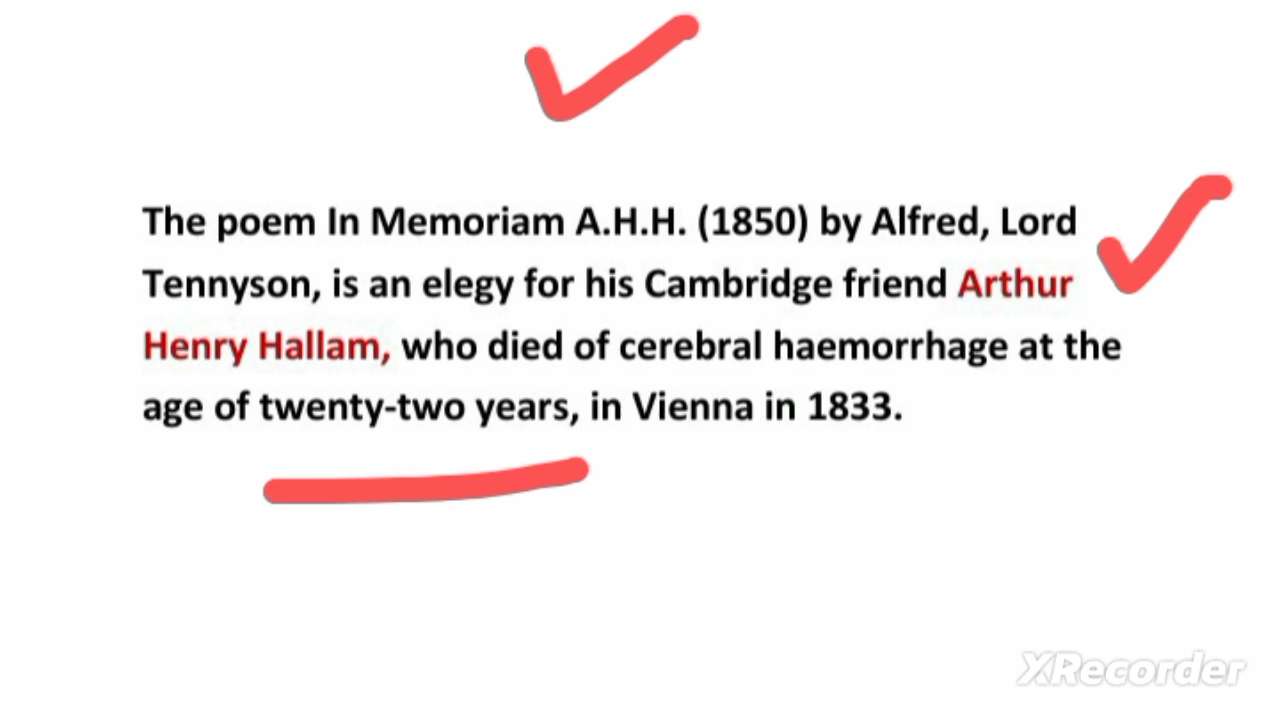 The poem In Memoriam A.H.H. (1850) by Alfred, Lord
Tennyson, is an elegy for his Cambridge friend Arthur
Henry Hallam, who died of cerebral haemorrhage at the
age of twenty-two years, in Vienna in 1833.
XRecorder